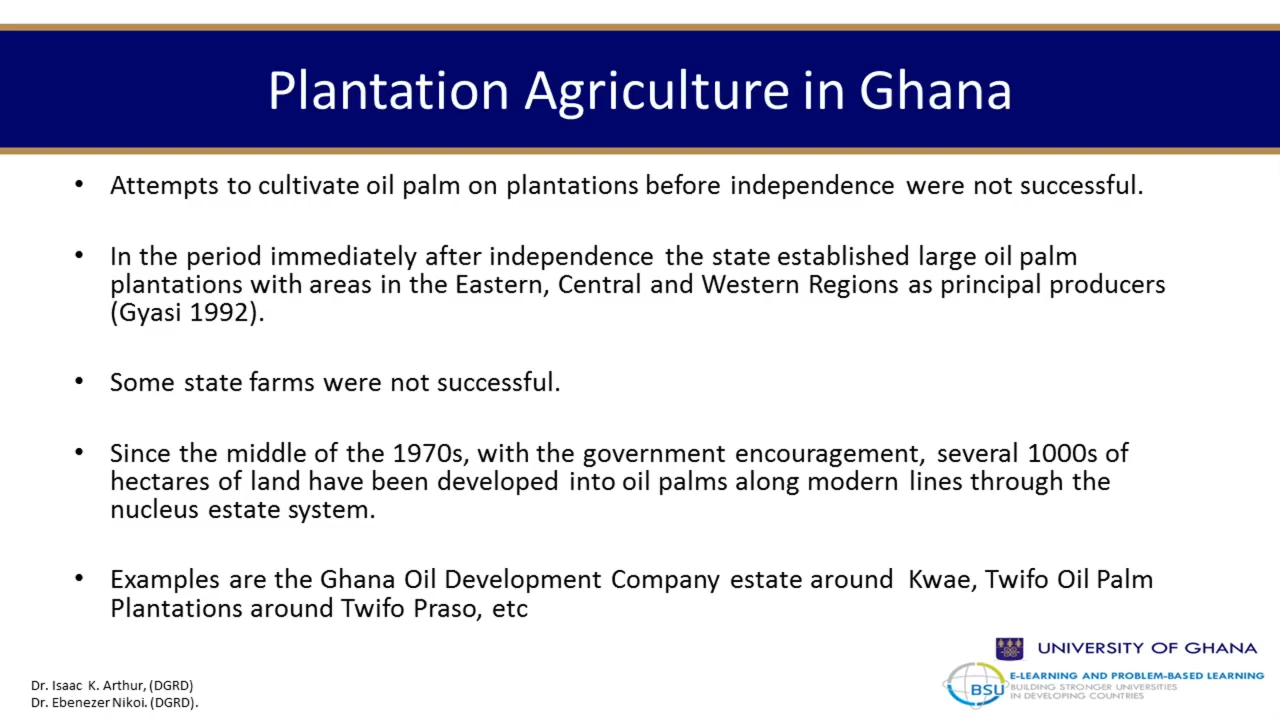 Plantation Agriculture in Ghana
• Attempts to cultivate oil palm on plantations before independence were not successful.
• In the period immediately after independence the state established large oil palm
plantations with areas in the Eastern, Central and Western Regions as principal producers
(Gyasi 1992).
• Some state farms were not successful.
• Since the middle of the 1970s, with the government encouragement, several 1000s of
hectares of land have been developed into oil palms along modern lines through the
nucleus estate system.
• Examples are the Ghana Oil Development Company estate around Kwae, Twifo Oil Palm
Plantations around Twifo Praso, etc
UNIVERSITY OF GHANA
BSU
E-LEARNING AND PROBLEM-BASED LEARNING
BUILDING STRONGER UNIVERSITIES
IN DEVELOPING COUNTRIES
Dr. Isaac K. Arthur, (DGRD)
Dr. Ebenezer Nikoi. (DGRD).